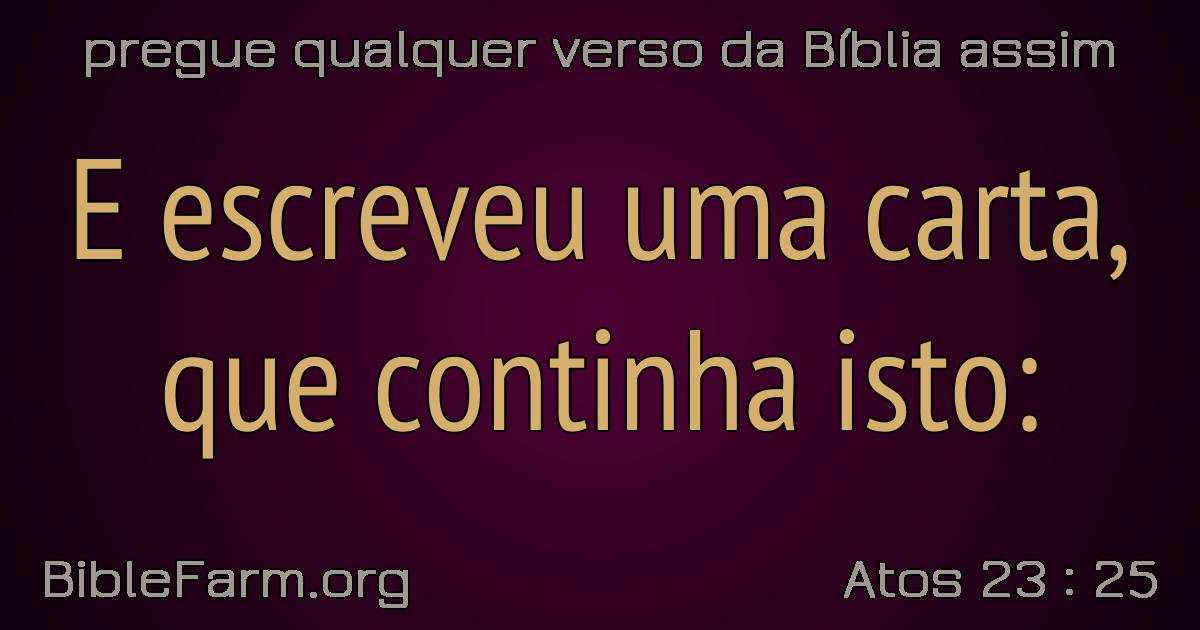 pregue qualquer verso da Bíblia assim
E escreveu uma carta,
que continha isto:
BibleFarm.org
Atos 23 : 25